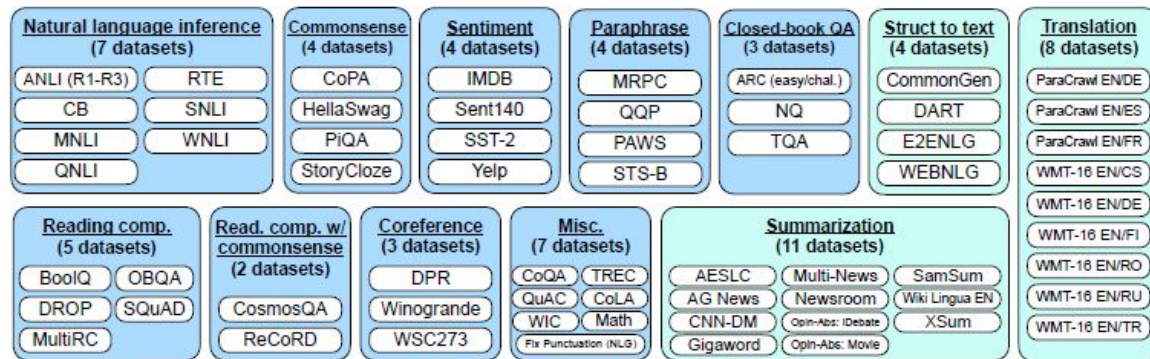 Natural language inference
(7 datasets)
ANLI (R1-R3)
RTE
CB
SNLI
MNLI
WNLI
QNLI
Commonsense
(4 datasets)
CoPA
HellaSwag
PiQA
StoryCloze
Sentiment
(4 datasets)
IMDB
Sent140
SST-2
Yelp
Paraphrase
(4 datasets)
MRPC
QQP
PAWS
STS-B
Closed-book QA
(3 datasets)
ARC (easy/chal.)
NQ
TQA
Struct to text
(4 datasets)
CommonGen
DART
E2ENLG
WEBNLG
Translation
(8 datasets)
ParaCrawl EN/DE
ParaCrawl EN/ES
ParaCrawl EN/FR
WMT-16 EN/CS
WMT-16 EN/DE
WMT-16 EN/FI
WMT-16 EN/RO
WMT-16 EN/RU
WMT-16 EN/TR
Reading comp.
(5 datasets)
BoolQ
OBQA
DROP
SQuAD
MultiRC
Read. comp. w/
commonsense
(2 datasets)
CosmosQA
ReCoRD
Coreference
(3 datasets)
DPR
Winogrande
WSC273
Misc.
(7 datasets)
CoQA
TREC
QuAC
CoLA
WIC
Math
Fix Punctuation (NLG)
Summarization
(11 datasets)
AESLC
Multi-News
SamSum
AG News
Newsroom
Wiki Lingua EN
CNN-DM
Opin-Abs: iDebate
XSum
Gigaword
Opin-Abs: Movie